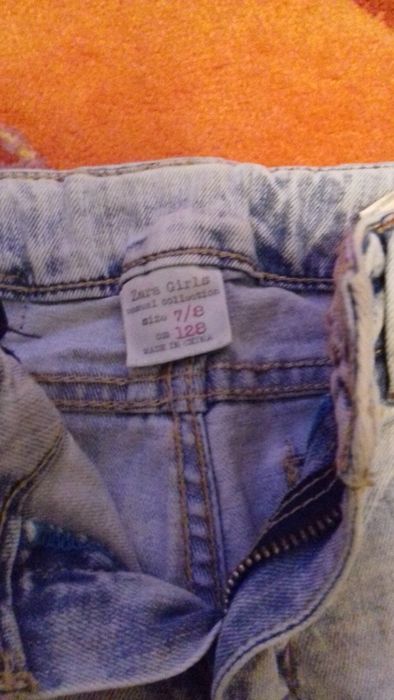 Zara Girls
casual collection
size 7/8
cm 128
MADE IN CHINA